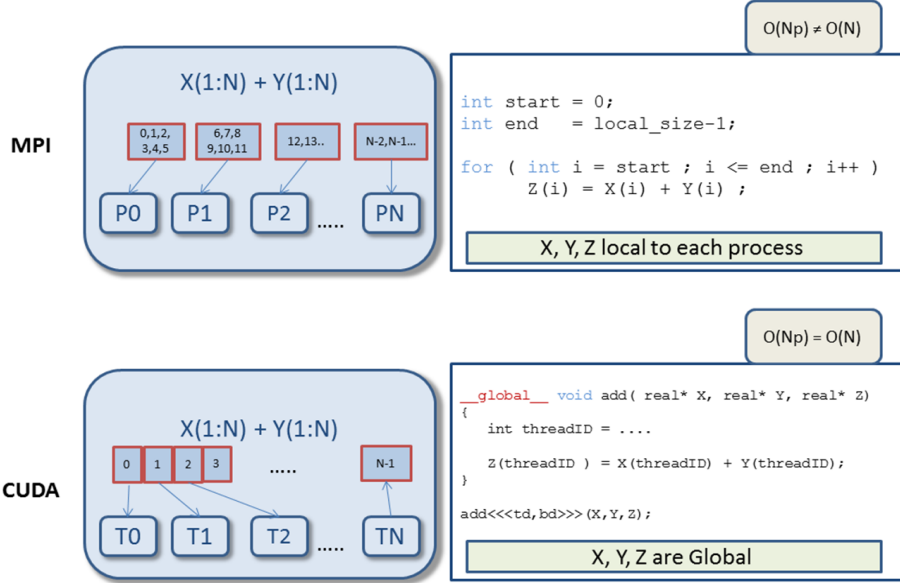 O(Np) ≠ O(N)
MPI
X(1:N) + Y(1:N)
0,1,2,
3,4,5
6,7,8
9,10,11
12,13..
N-2,N-1...
P0
P1
P2
.....
PN
int start = 0;
int end   = local_size-1;
for ( int i = start ; i <= end ; i++ )
Z(i) = X(i) + Y(i) ;
X, Y, Z local to each process
O(Np) = O(N)
CUDA
X(1:N) + Y(1:N)
0
1
2
3
.....
N-1
T0
T1
T2
.....
TN
__global__ void add( real* X, real* Y, real* Z)
{
int threadID = ....
Z(threadID ) = X(threadID) + Y(threadID);
}
add<<<td,bd>>>(X,Y,Z);
X, Y, Z are Global